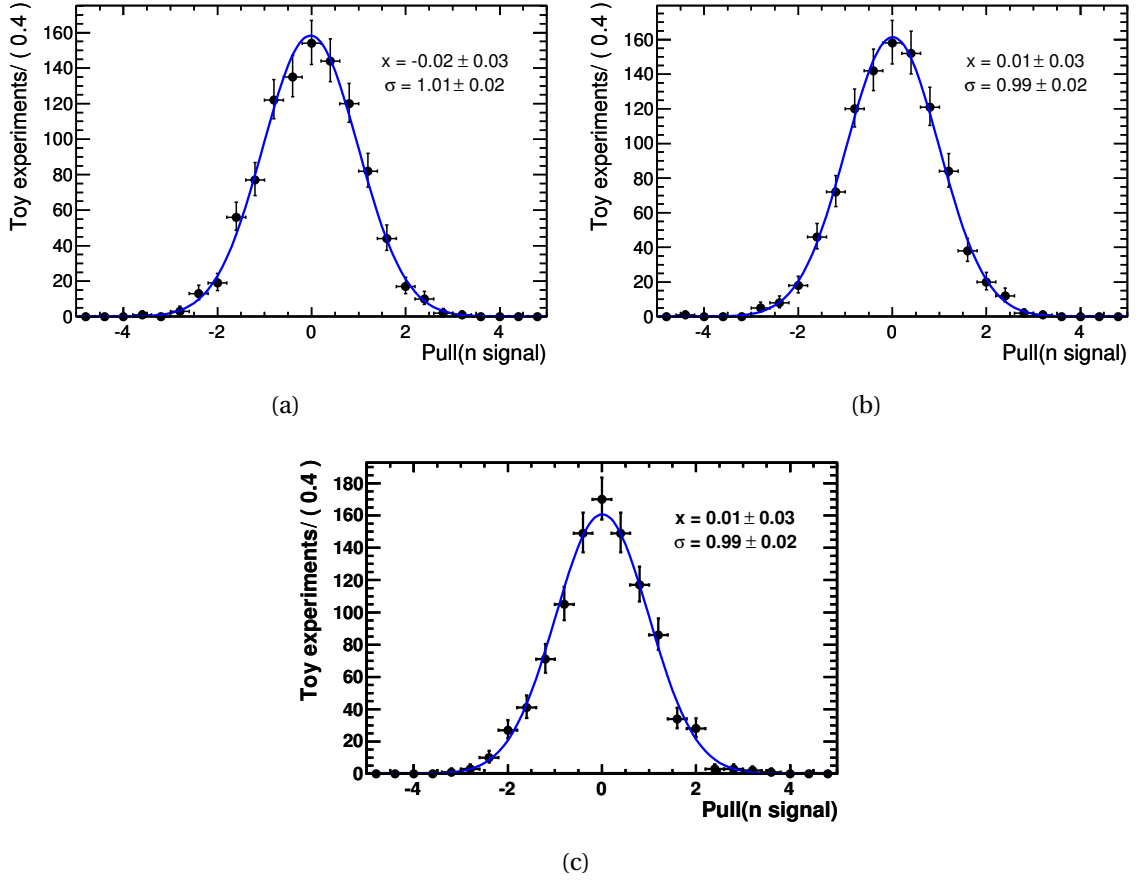 Toy experiments/ ( 0.4 )
160
140
120
100
80
60
40
20
0
x = -0.02 ± 0.03
σ = 1.01 ± 0.02
-4 -2 0 2 4
Pull(n signal)
(a)
Toy experiments/ ( 0.4 )
160
140
120
100
80
60
40
20
0
x = 0.01 ± 0.03
σ = 0.99 ± 0.02
-4 -2 0 2 4
Pull(n signal)
(b)
Toy experiments/ ( 0.4 )
180
160
140
120
100
80
60
40
20
0
x = 0.01 ± 0.03
σ = 0.99 ± 0.02
-4 -2 0 2 4
Pull(n signal)
(c)